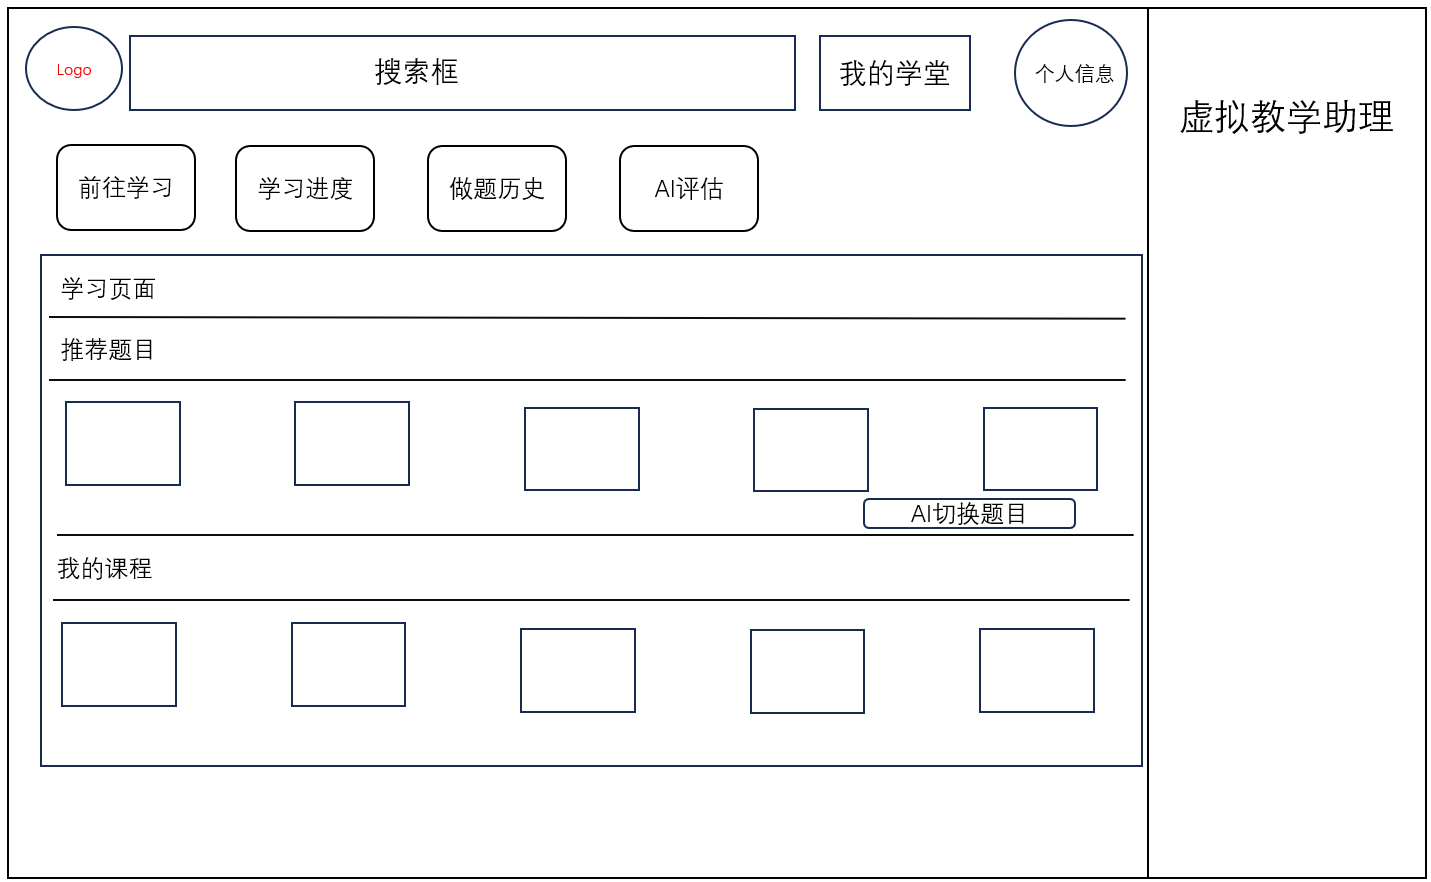 Logo
搜索框
我的学堂
个人信息
虚拟教学助理
前往学习
学习进度
做题历史
AI评估
学习页面
推荐题目
AI切换题目
我的课程